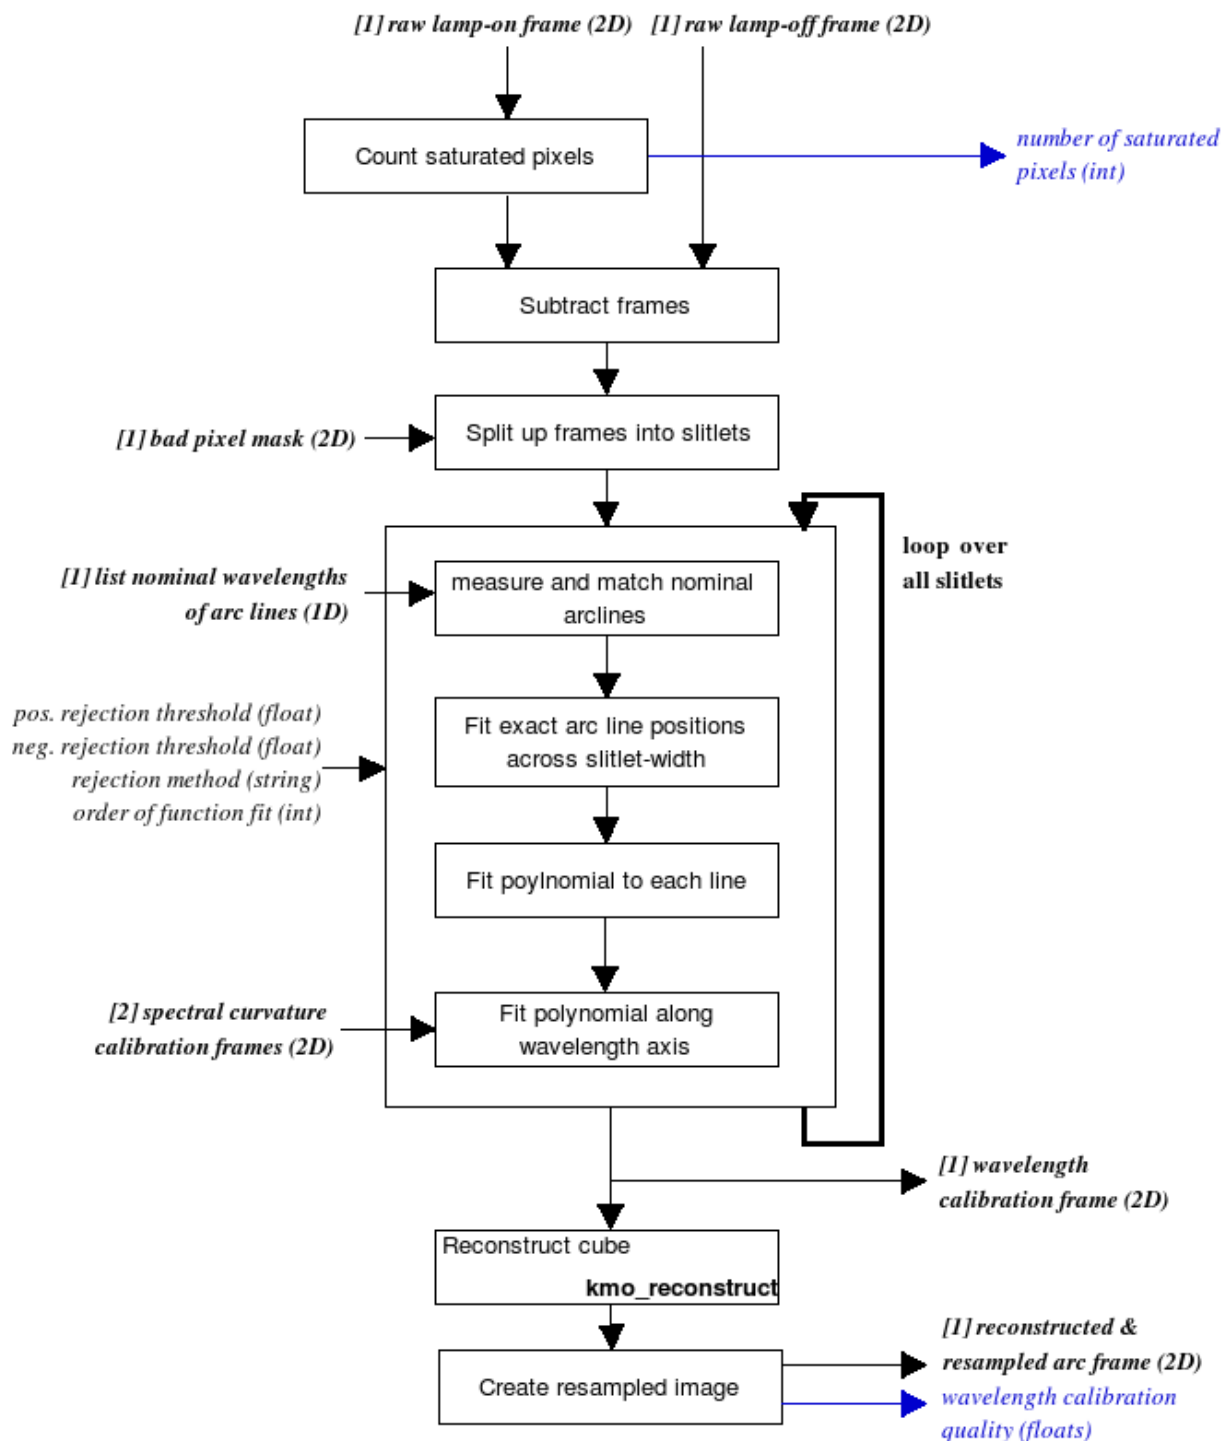 [1] raw lamp-on frame (2D) [1] raw lamp-off frame (2D)
Count saturated pixels
number of saturated
pixels (int)
Subtract frames
[1] bad pixel mask (2D)
Split up frames into slitlets
loop over
all slitlets
[1] list nominal wavelengths
of arc lines (1D)
measure and match nominal
arclines
pos. rejection threshold (float)
neg. rejection threshold (float)
rejection method (string)
order of function fit (int)
Fit exact arc line positions
across slitlet-width
Fit poylnomial to each line
[2] spectral curvature
calibration frames (2D)
Fit polynomial along
wavelength axis
[1] wavelength
calibration frame (2D)
Reconstruct cube
kmo_reconstruct
Create resampled image
[1] reconstructed &
resampled arc frame (2D)
wavelength calibration
quality (floats)